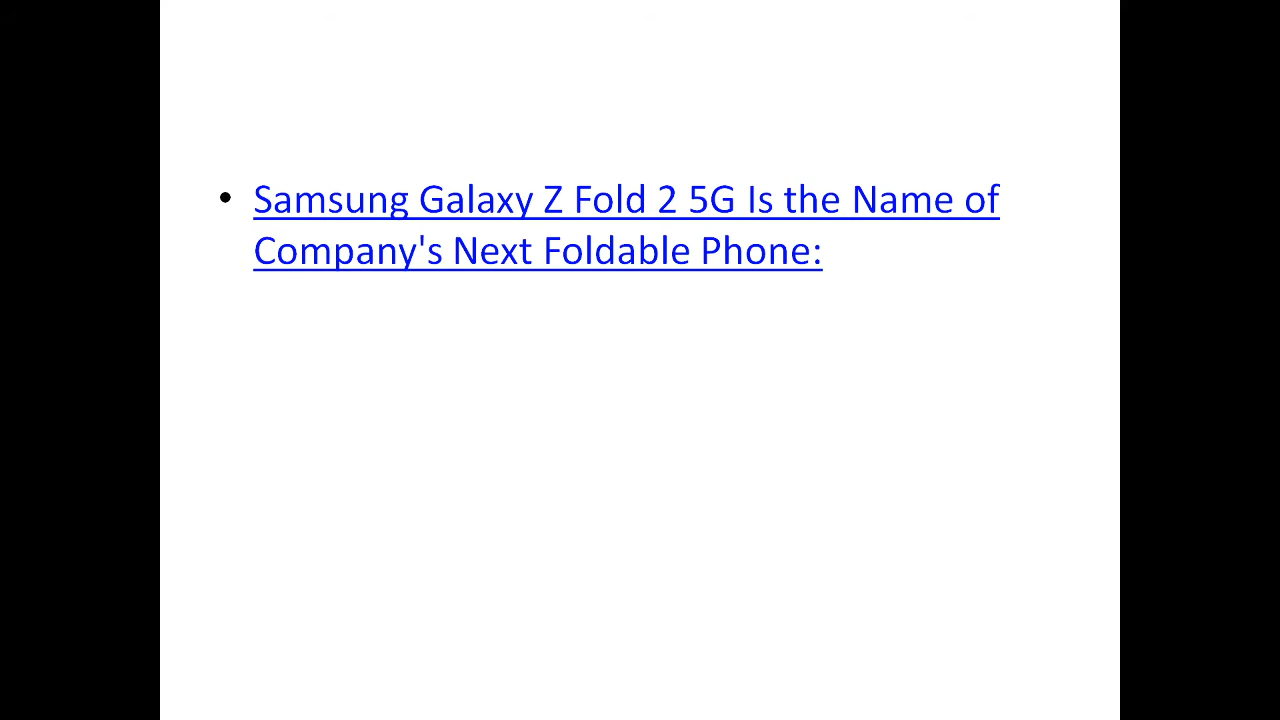 • Samsung Galaxy Z Fold 2 5G Is the Name of
Company's Next Foldable Phone: